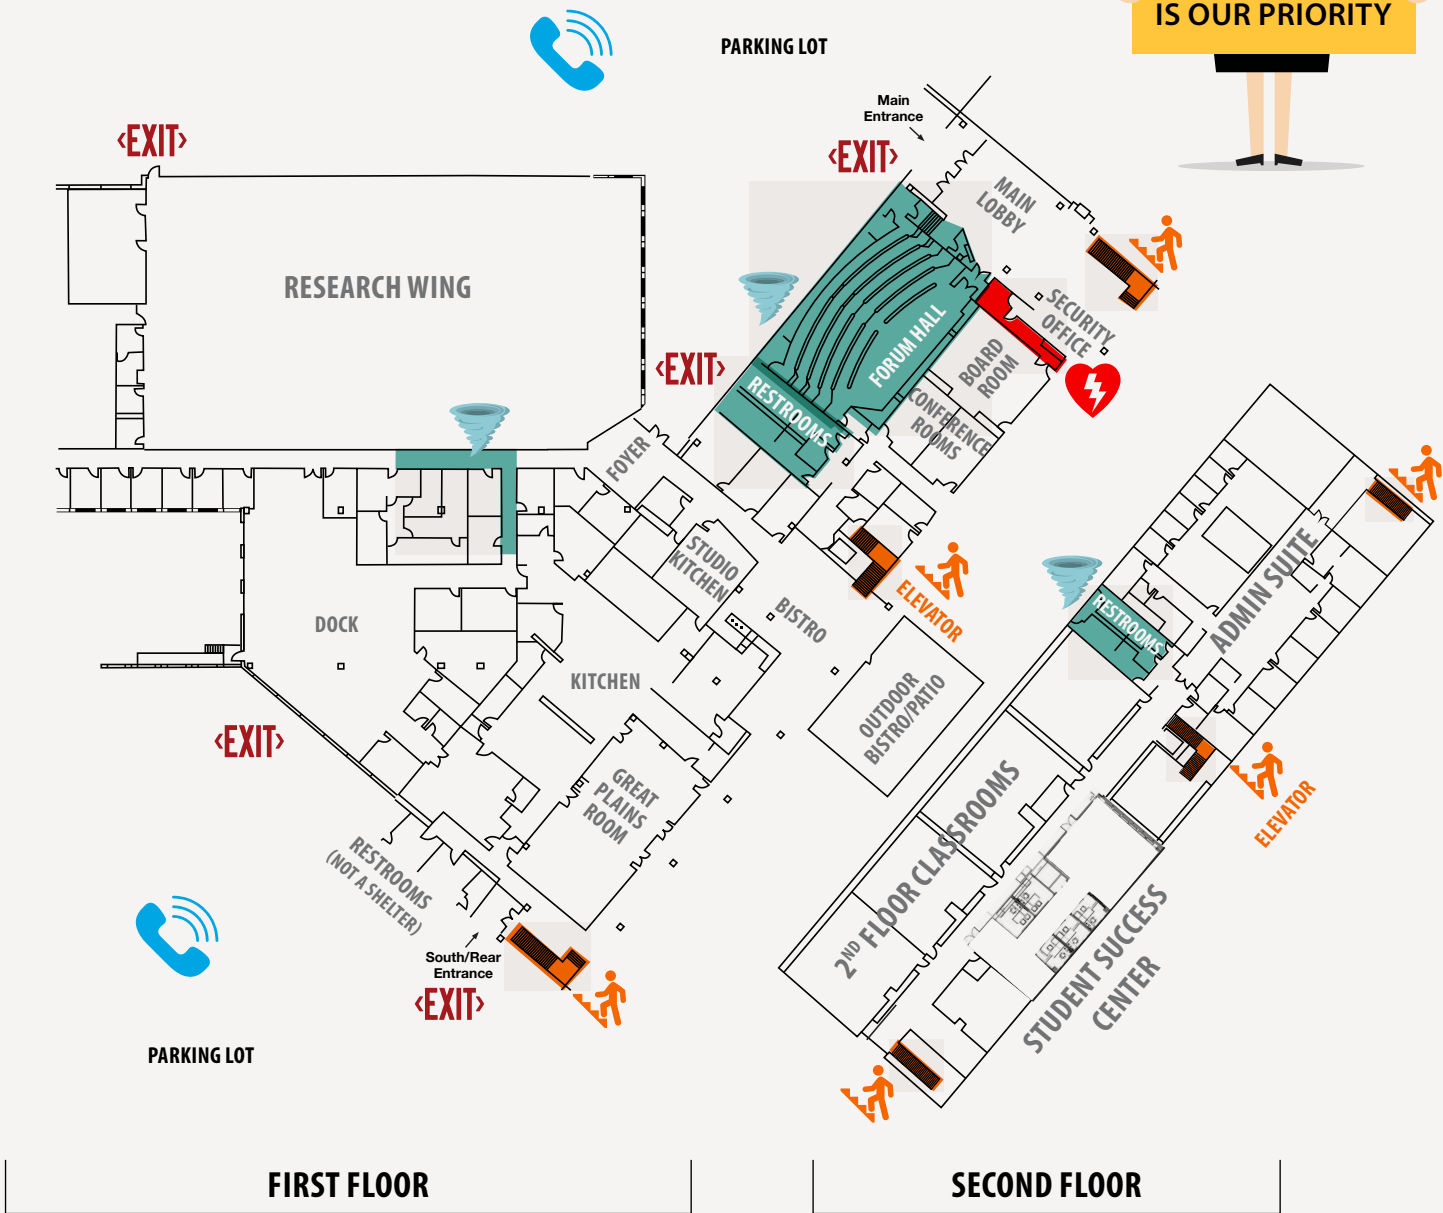 IS OUR PRIORITY
PARKING LOT
Main
Entrance
<EXIT>
<EXIT>
MAIN
LOBBY
RESEARCH WING
SECURITY
OFFICE
FORUM HALL
BOARD
ROOM
<EXIT>
RESTROOMS
CONFERENCE
ROOMS
FOYER
STUDIO
KITCHEN
BISTRO
ELEVATOR
ADMIN SUITE
RESTROOMS
DOCK
KITCHEN
OUTDOOR
BISTRO/PATIO
<EXIT>
GREAT
PLAINS
ROOM
ELEVATOR
2ND FLOOR CLASSROOMS
RESTROOMS
(NOT A SHELTER)
STUDENT SUCCESS
CENTER
South/Rear
Entrance
<EXIT>
PARKING LOT
FIRST FLOOR
SECOND FLOOR